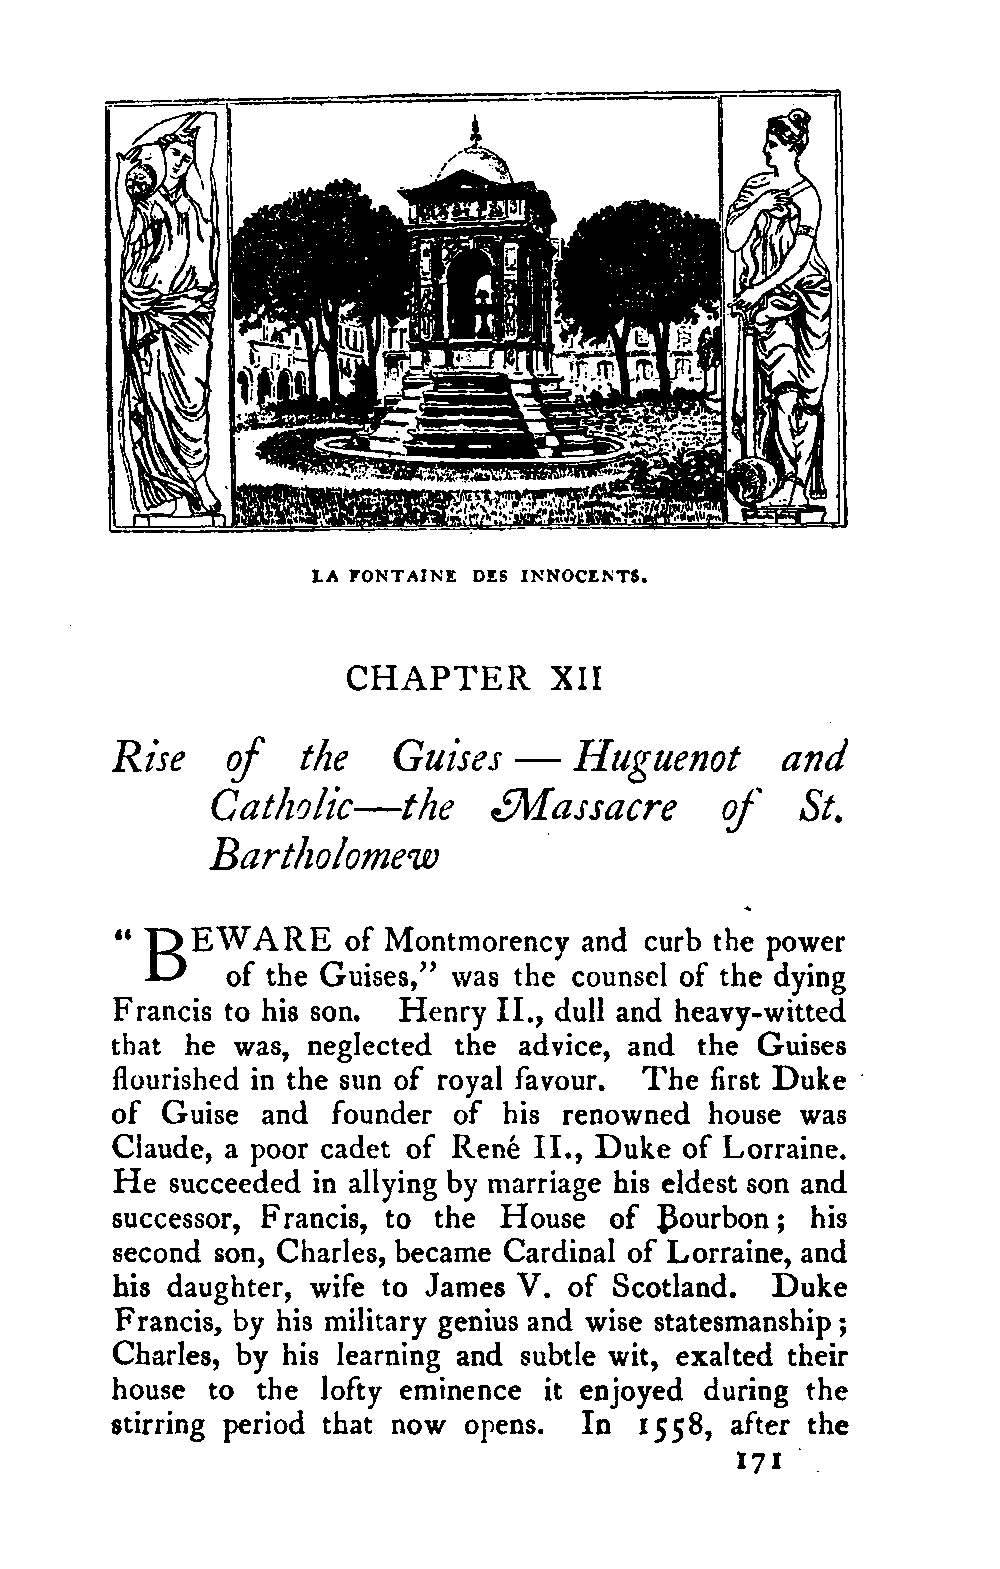 LA FONTAINE DES INNOCENTS.
CHAPTER XII
Rise of the Guises — Huguenot and
Catholic—the Massacre of St.
Bartholomew
“ BEWARE of Montmorency and curb the power
of the Guises,” was the counsel of the dying
Francis to his son. Henry II., dull and heavy-witted
that he was, neglected the advice, and the Guises
flourished in the sun of royal favour. The first Duke
of Guise and founder of his renowned house was
Claude, a poor cadet of René II., Duke of Lorraine.
He succeeded in allying by marriage his eldest son and
successor, Francis, to the House of Bourbon; his
second son, Charles, became Cardinal of Lorraine, and
his daughter, wife to James V. of Scotland. Duke
Francis, by his military genius and wise statesmanship;
Charles, by his learning and subtle wit, exalted their
house to the lofty eminence it enjoyed during the
stirring period that now opens. In 1558, after the
171